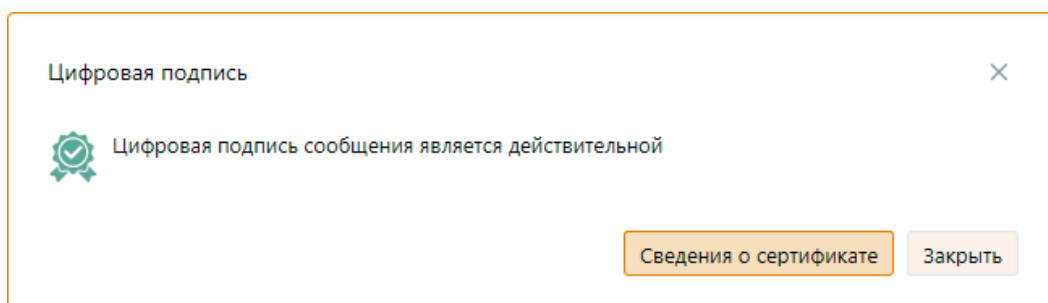 Цифровая подпись
Цифровая подпись сообщения является действительной
Сведения о сертификате
Закрыть